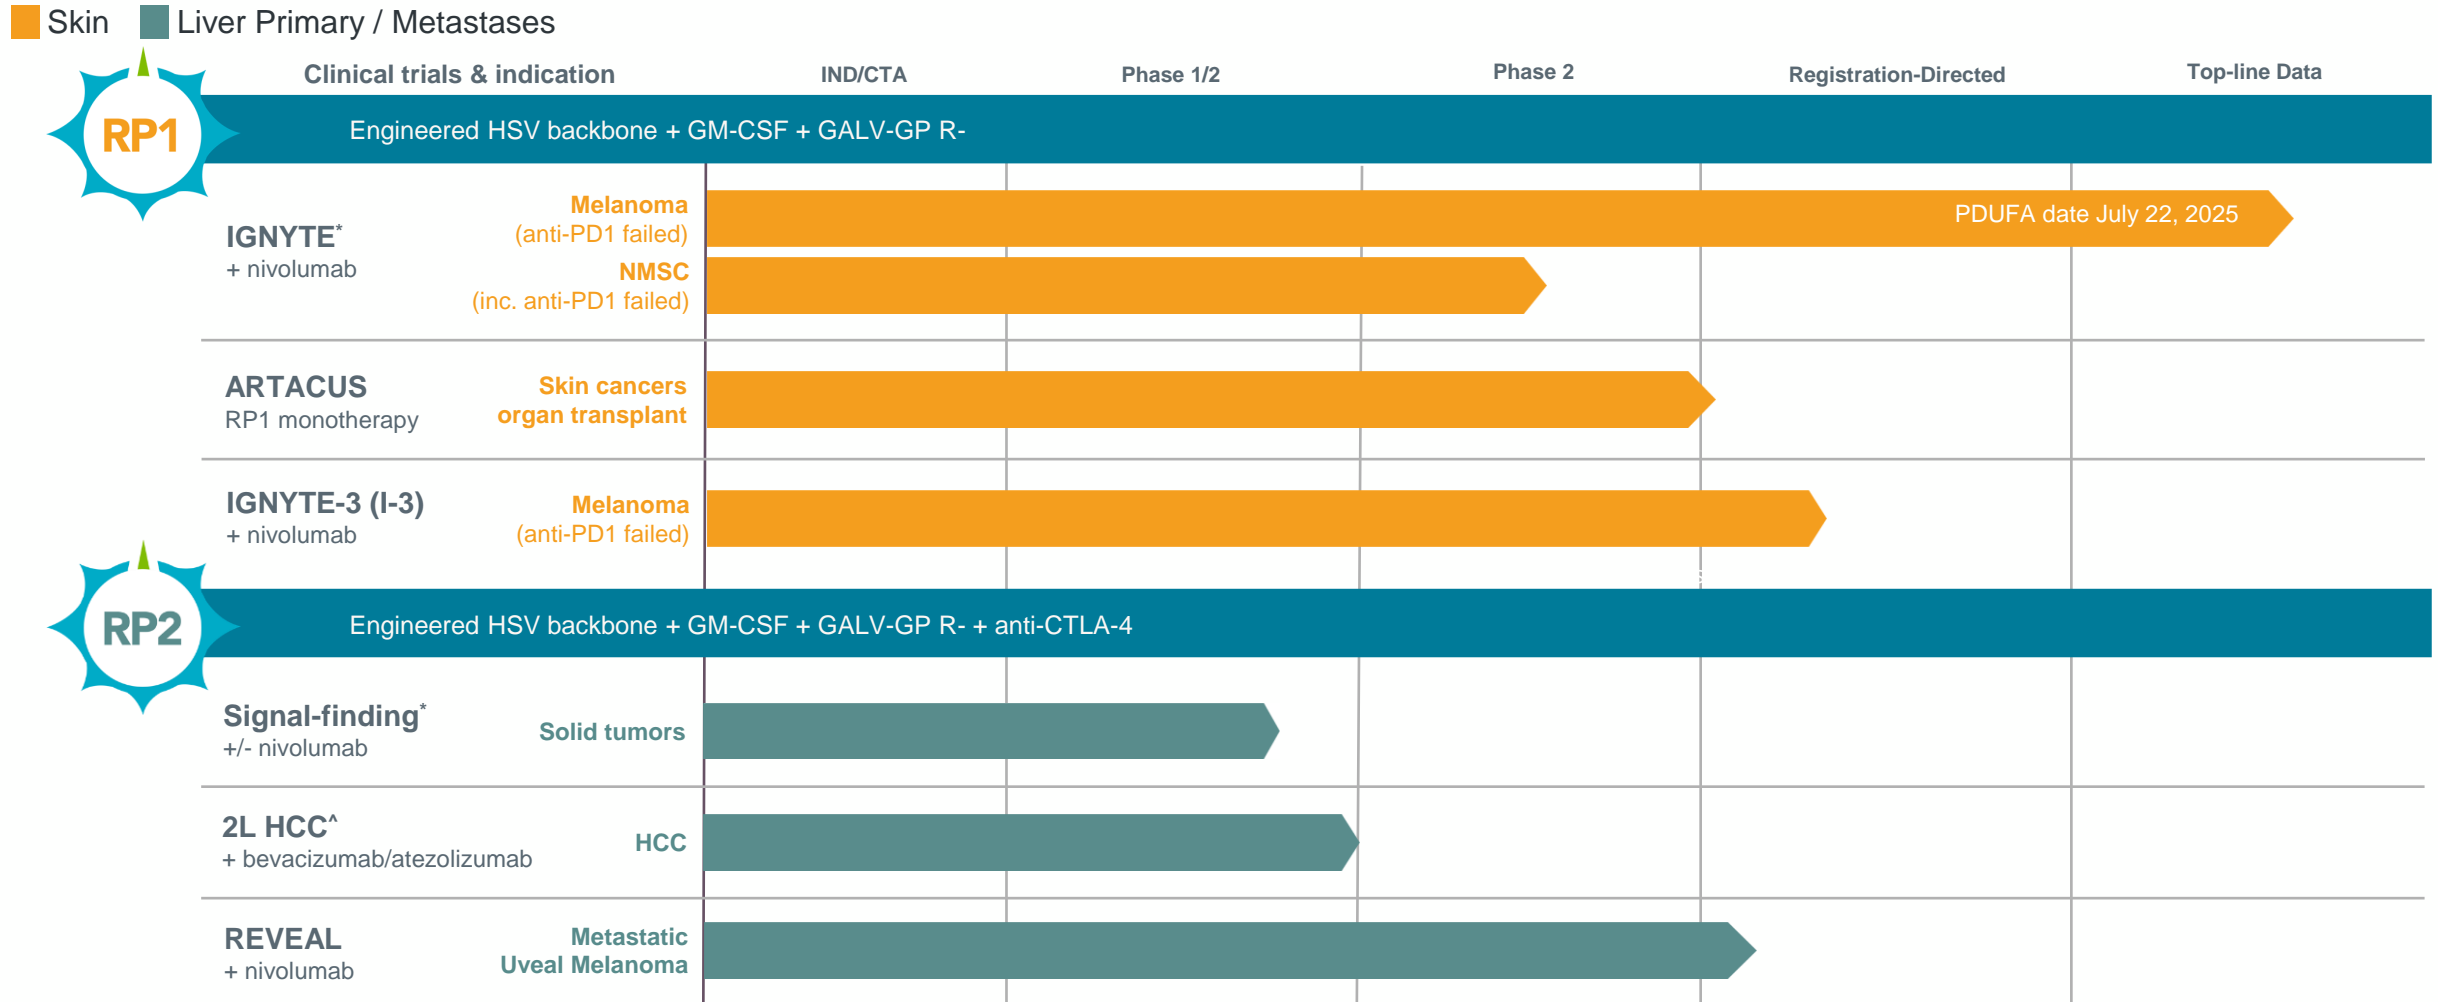 Skin
Liver Primary / Metastases
Clinical trials & indication
IND/CTA
Phase 1/2
Phase 2
Registration-Directed
Top-line Data
RP1
Engineered HSV backbone + GM-CSF + GALV-GP R-
IGNYTE*
+ nivolumab
Melanoma
(anti-PD1 failed)
PDUFA date July 22, 2025
NMSC
(inc. anti-PD1 failed)
ARTACUS
RP1 monotherapy
Skin cancers
organ transplant
IGNYTE-3 (I-3)
+ nivolumab
Melanoma
(anti-PD1 failed)
RP2
Engineered HSV backbone + GM-CSF + GALV-GP R- + anti-CTLA-4
Signal-finding*
+/- nivolumab
Solid tumors
2L HCC^
+ bevacizumab/atezolizumab
HCC
REVEAL
+ nivolumab
Metastatic
Uveal Melanoma